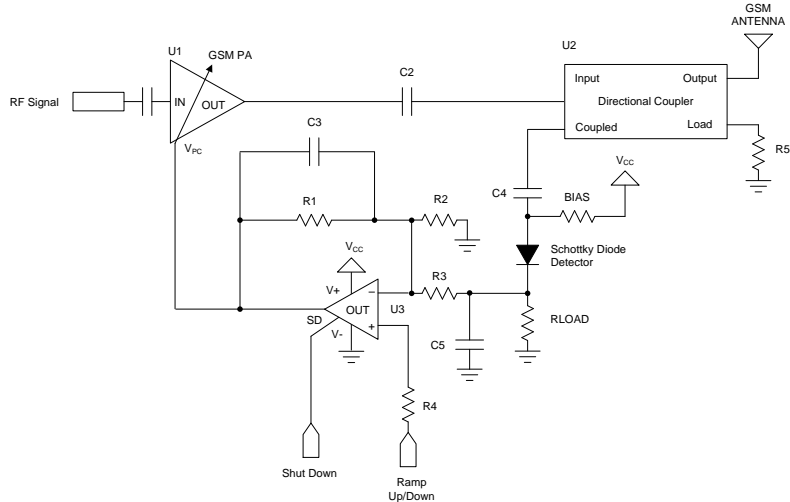 GSM
ANTENNA
U1
GSM PA
U2
C2
Input
Output
RF Signal
IN
OUT
Directional Coupler
Coupled
Load
C3
VPC
R5
VCC
C4
BIAS
R1
R2
VCC
Schottky Diode
Detector
V+
R3
OUT
−
U3
SD
+
RLOAD
V-
C5
R4
Shut Down
Ramp
Up/Down